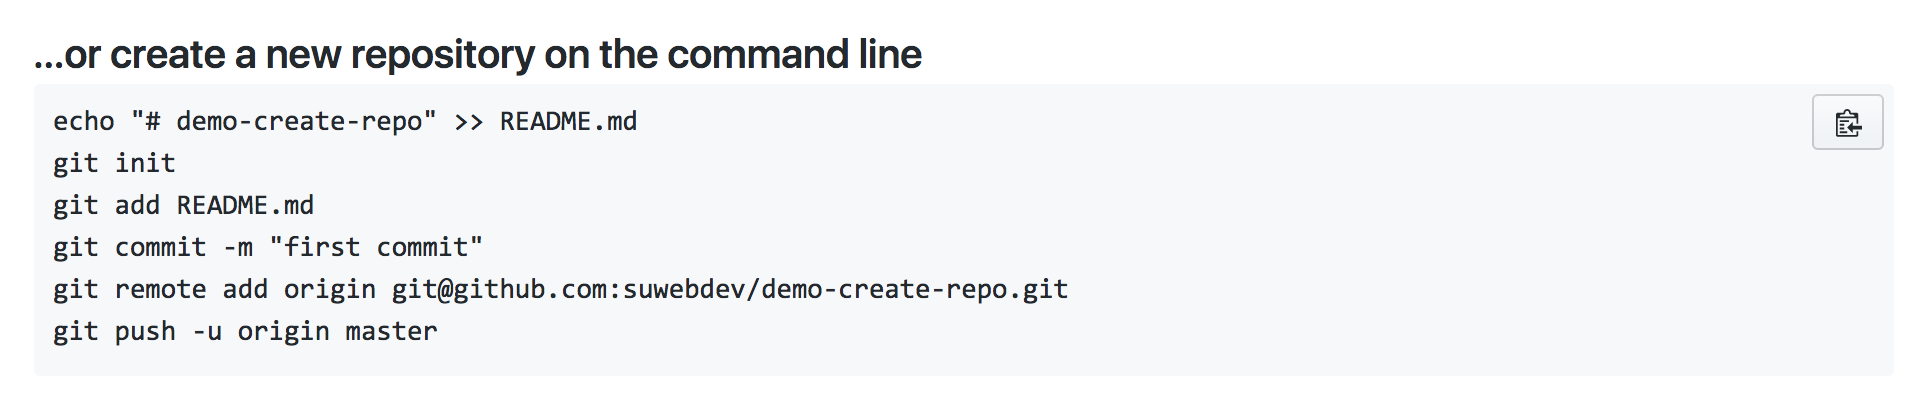 ...or create a new repository on the command line
echo "# demo-create-repo" >> README.md
git init
git add README.md
git commit -m "first commit"
git remote add origin git@github.com:suwebdev/demo-create-repo.git
git push -u origin master